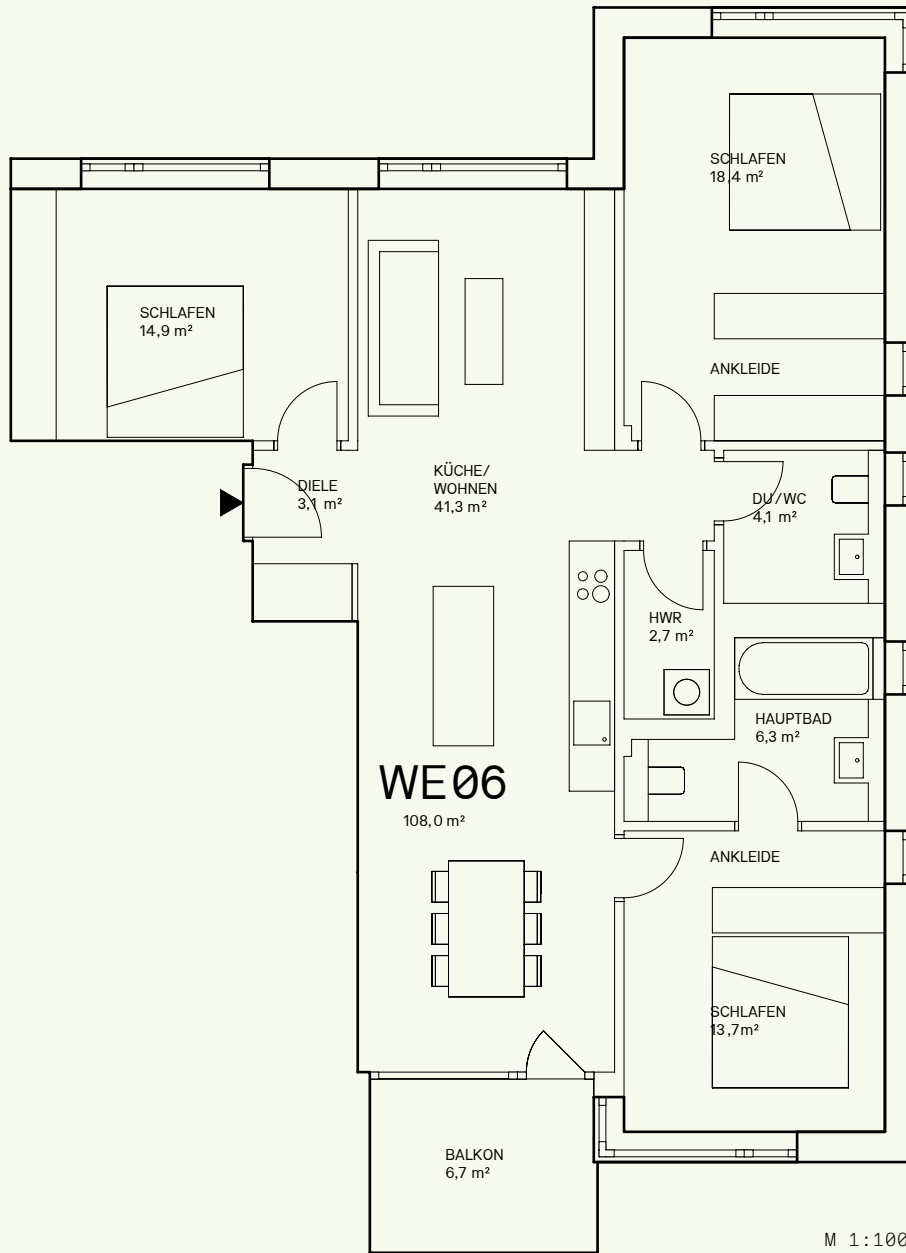 SCHLAFEN
18,4 m²
ANKLEIDE
SCHLAFEN
14,9 m²
DIELE
3,1 m²
KÜCHE/
WOHNEN
41,3 m²
DU/WC
4,1 m²
HWR
2,7 m²
HAUPTBAD
6,3 m²
WE06
108,0 m²
ANKLEIDE
SCHLAFEN
13,7m²
BALKON
6,7 m²
M 1:100